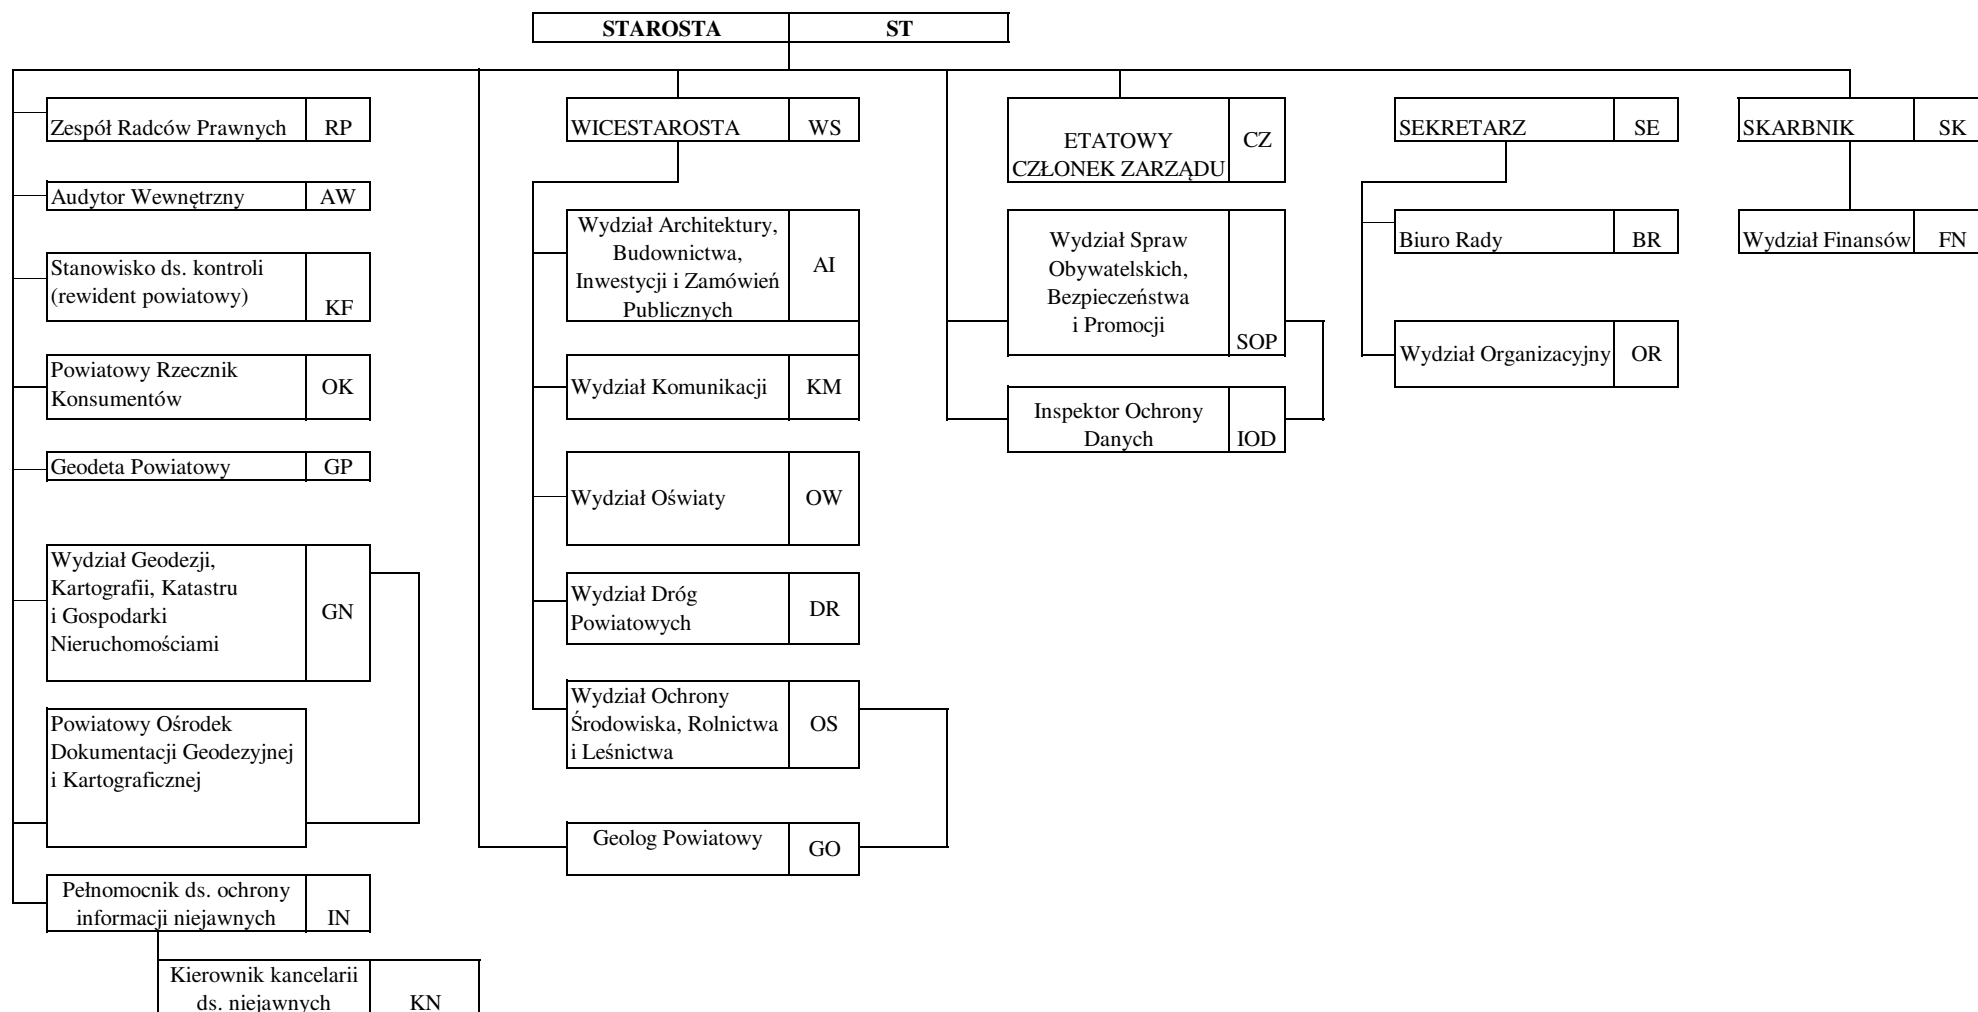 STAROSTA ST
Zespół Radców Prawnych RP
Audytor Wewnętrzny AW
Stanowisko ds. kontroli
(rewident powiatowy)
KF
Powiatowy Rzecznik
Konsumentów
OK
Geodeta Powiatowy GP
Wydział Geodezji,
Kartografii, Katastru
i Gospodarki
Nieruchomościami
GN
Powiatowy Ośrodek
Dokumentacji Geodezyjnej
i Kartograficznej
Pełnomocnik ds. ochrony
informacji niejawnych
IN
Kierownik kancelarii
ds. niejawnych
KN
WICESTAROSTA WS
Wydział Architektury,
Budownictwa,
Inwestycji i Zamówień
Publicznych
AI
Wydział Komunikacji KM
Wydział Oświaty OW
Wydział Dróg
Powiatowych
DR
Wydział Ochrony
Środowiska, Rolnictwa
i Leśnictwa
OS
Geolog Powiatowy GO
ETATOWY
CZŁONEK ZARZĄDU
CZ
Wydział Spraw
Obywatelskich,
Bezpieczeństwa
i Promocji
SOP
Inspektor Ochrony
Danych
IOD
SEKRETARZ SE
Biuro Rady BR
Wydział Organizacyjny OR
SKARBNIK SK
Wydział Finansów FN